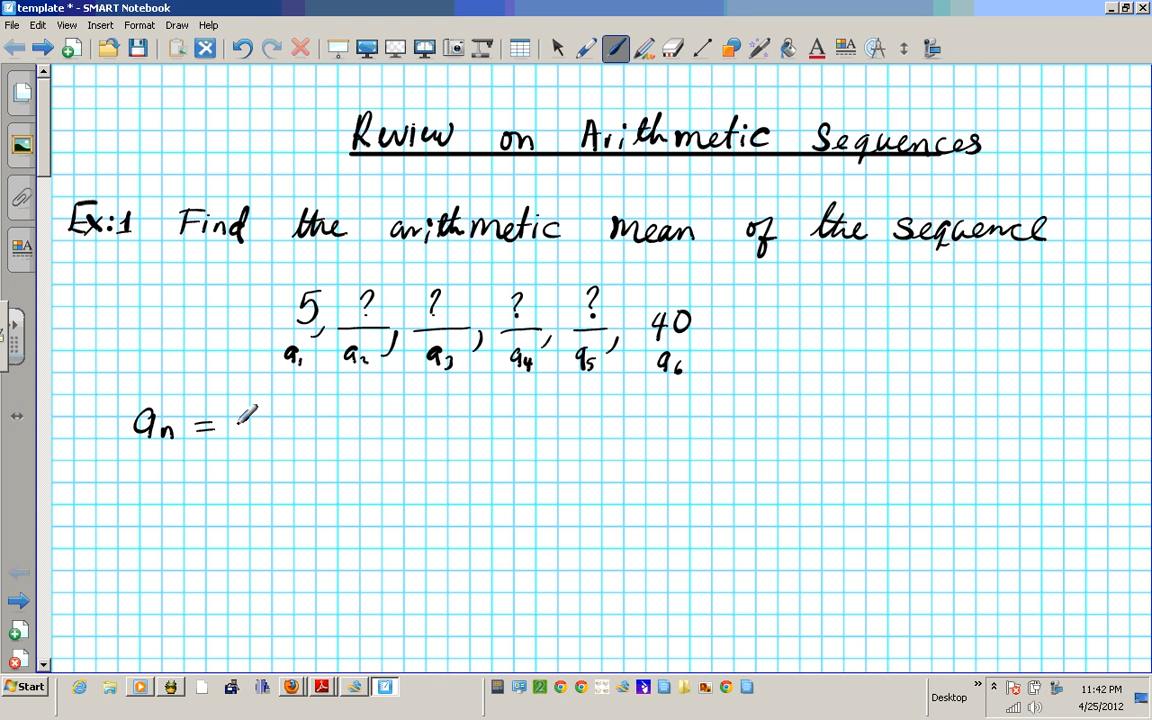 template * - SMART Notebook
File Edit View Insert Format Draw Help
Review on Arithmetic Sequences
Ex:1 Find the arithmetic mean of the sequence
5, ?, ?, ?, ?, 40
a1 a2 a3 a4 a5 a6
an =
Start
Desktop
»
11:42 PM
4/25/2012